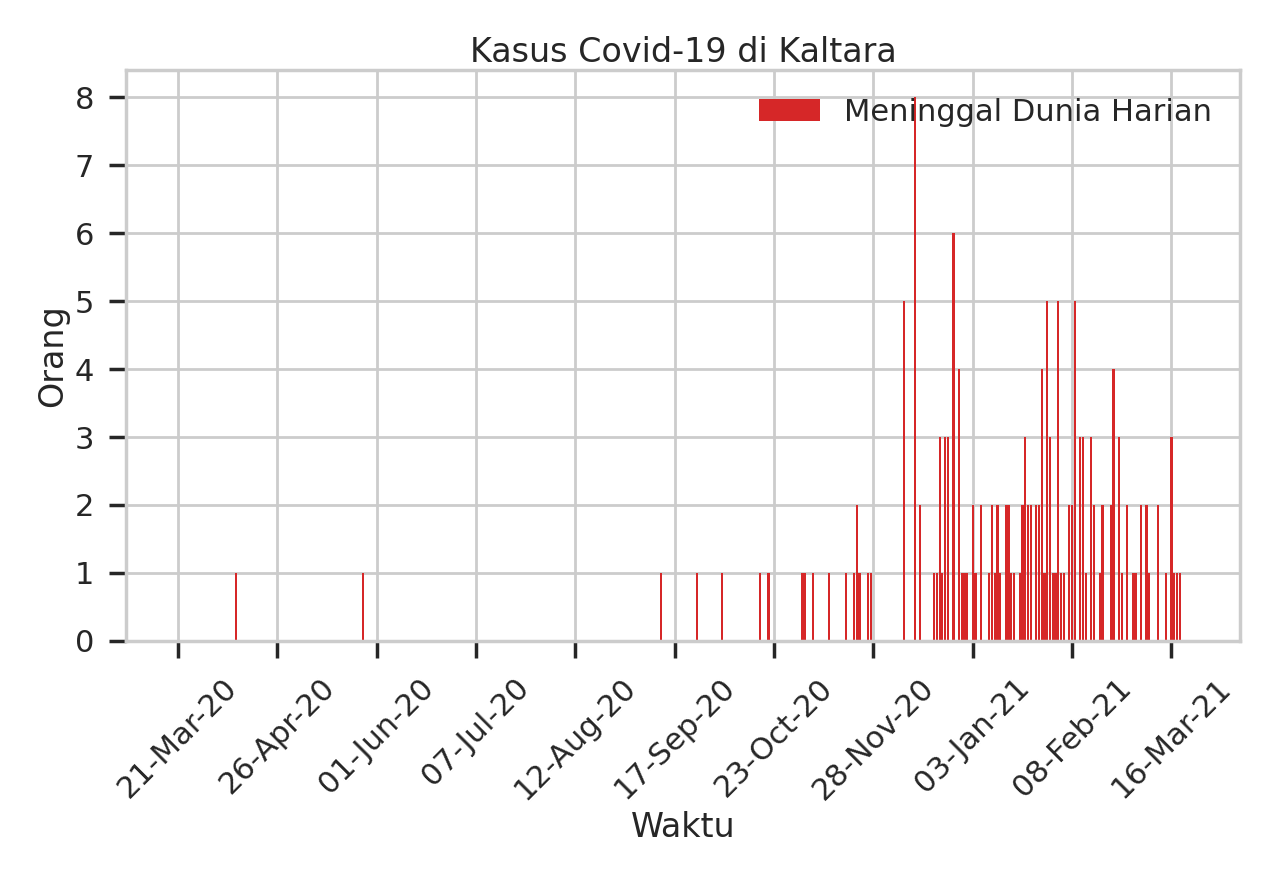 Kasus Covid-19 di Kaltara
Meninggal Dunia Harian
8
7
6
5
4
3
2
1
0
Orang
21-Mar-20
26-Apr-20
01-Jun-20
07-Jul-20
12-Aug-20
17-Sep-20
23-Oct-20
28-Nov-20
03-Jan-21
08-Feb-21
16-Mar-21
Waktu